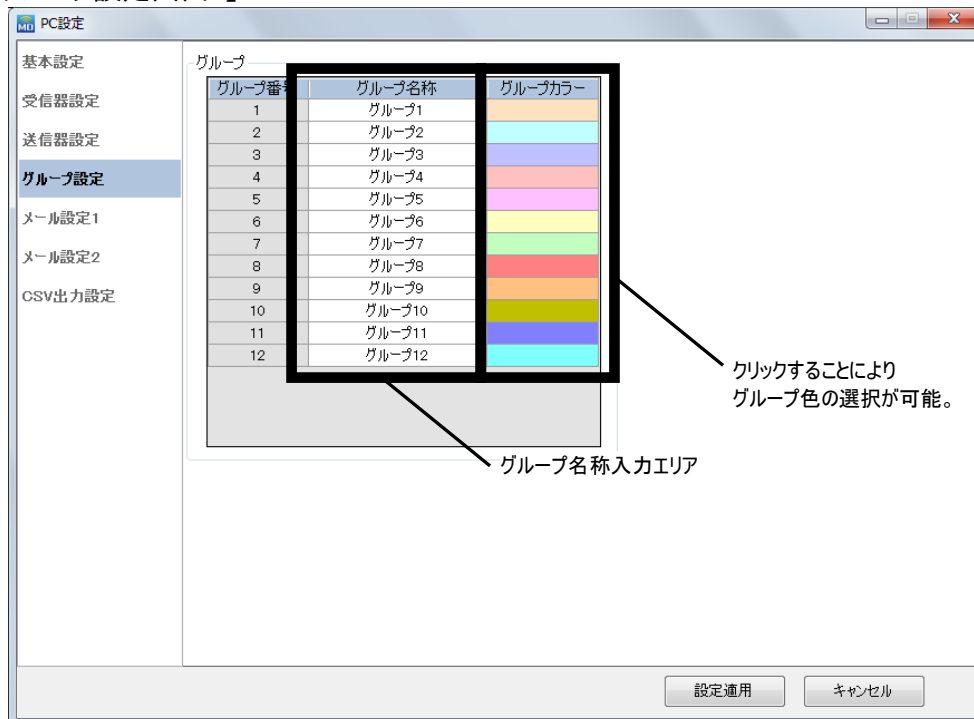 MD PC設定
基本設定
受信器設定
送信器設定
グループ設定
メール設定1
メール設定2
CSV出力設定
グループ
グループ番号 グループ名称 グループカラー
1 グループ1
2 グループ2
3 グループ3
4 グループ4
5 グループ5
6 グループ6
7 グループ7
8 グループ8
9 グループ9
10 グループ10
11 グループ11
12 グループ12
クリックすることにより
グループ色の選択が可能。
グループ名称入力エリア
設定適用 キャンセル